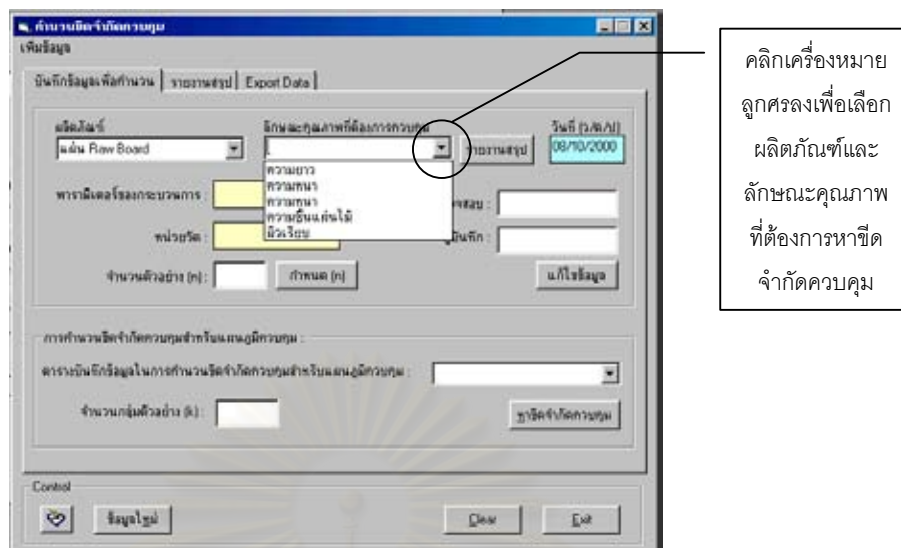 คำนวนขีดจำกัดควบคุม
เพิ่มข้อมูล
บันทึกข้อมูลเพื่อคำนวน รายงานสรุป Export Data
ผลิตภัณฑ์ ลักษณะคุณภาพที่ต้องการควบคุม วันที่ (ว/ด/ป)
แผ่น Raw Board รายงานสรุป 08/10/2000
ความยาว
ความหนา
ความหนา
ความชื้นแผ่นไม้
ผิวเรียบ
พารามิเตอร์ของกระบวนการ :
หน่วยวัด :
จำนวนตัวอย่าง (n) : กำหนด (n) แก้ไขข้อมูล
การคำนวนขีดจำกัดควบคุมสำหรับแผนภูมิควบคุม :
ตารางบันทึกข้อมูลในการคำนวนขีดจำกัดควบคุมสำหรับแผนภูมิควบคุม :
จำนวนกลุ่มตัวอย่าง (k) : หาขีดจำกัดควบคุม
Control
ข้อมูลใหม่ Clear Exit
คลิกเครื่องหมาย
ลูกศรลงเพื่อเลือก
ผลิตภัณฑ์และ
ลักษณะคุณภาพ
ที่ต้องการหาขีด
จำกัดควบคุม